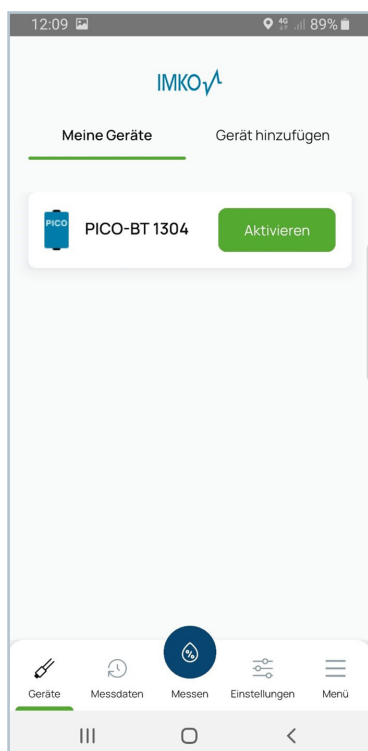 12:09 4G 89%
IMKO
Meine Geräte Gerät hinzufügen
PICO PICO-BT 1304 Aktivieren
%
Geräte Messdaten Messen Einstellungen Menü